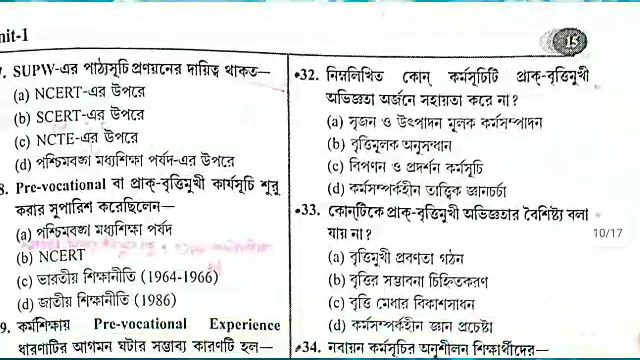 nit-1
15
7. SUPW-এর পাঠ্যসূচি প্রণয়নের দায়িত্ব থাকত—
(a) NCERT-এর উপরে
(b) SCERT-এর উপরে
(c) NCTE-এর উপরে
(d) পশ্চিমবঙ্গ মধ্যশিক্ষা পর্ষদ-এর উপরে
8. Pre-vocational বা প্রাক্-বৃত্তিমুখী কার্যসূচি শুরু
করার সুপারিশ করেছিলেন—
(a) পশ্চিমবঙ্গ মধ্যশিক্ষা পর্ষদ
(b) NCERT
(c) ভারতীয় শিক্ষানীতি (1964-1966)
(d) জাতীয় শিক্ষানীতি (1986)
9. কর্মশিক্ষায় Pre-vocational Experience
ধারণাটির আগমন ঘটার সম্ভাব্য কারণটি হল—
•32. নিম্নলিখিত কোন্ কর্মসূচিটি প্রাক্-বৃত্তিমুখী
অভিজ্ঞতা অর্জনে সহায়তা করে না?
(a) সৃজন ও উৎপাদন মূলক কর্মসম্পাদন
(b) বৃত্তিমূলক অনুসন্ধান
(c) বিপণন ও প্রদর্শন কর্মসূচি
(d) কর্মসম্পর্কহীন তাত্ত্বিক জ্ঞানচর্চা
•33. কোন্‌টিকে প্রাক্-বৃত্তিমুখী অভিজ্ঞতার বৈশিষ্ট্য বলা
যায় না?
(a) বৃত্তিমুখী প্রবণতা গঠন
(b) বৃত্তির সম্ভাবনা চিহ্নিতকরণ
(c) বৃত্তি মেধার বিকাশসাধন
(d) কর্মসম্পর্কহীন জ্ঞান প্রচেষ্টা
•34. নবায়ন কর্মসূচির অনুশীলন শিক্ষার্থীদের—
10/17